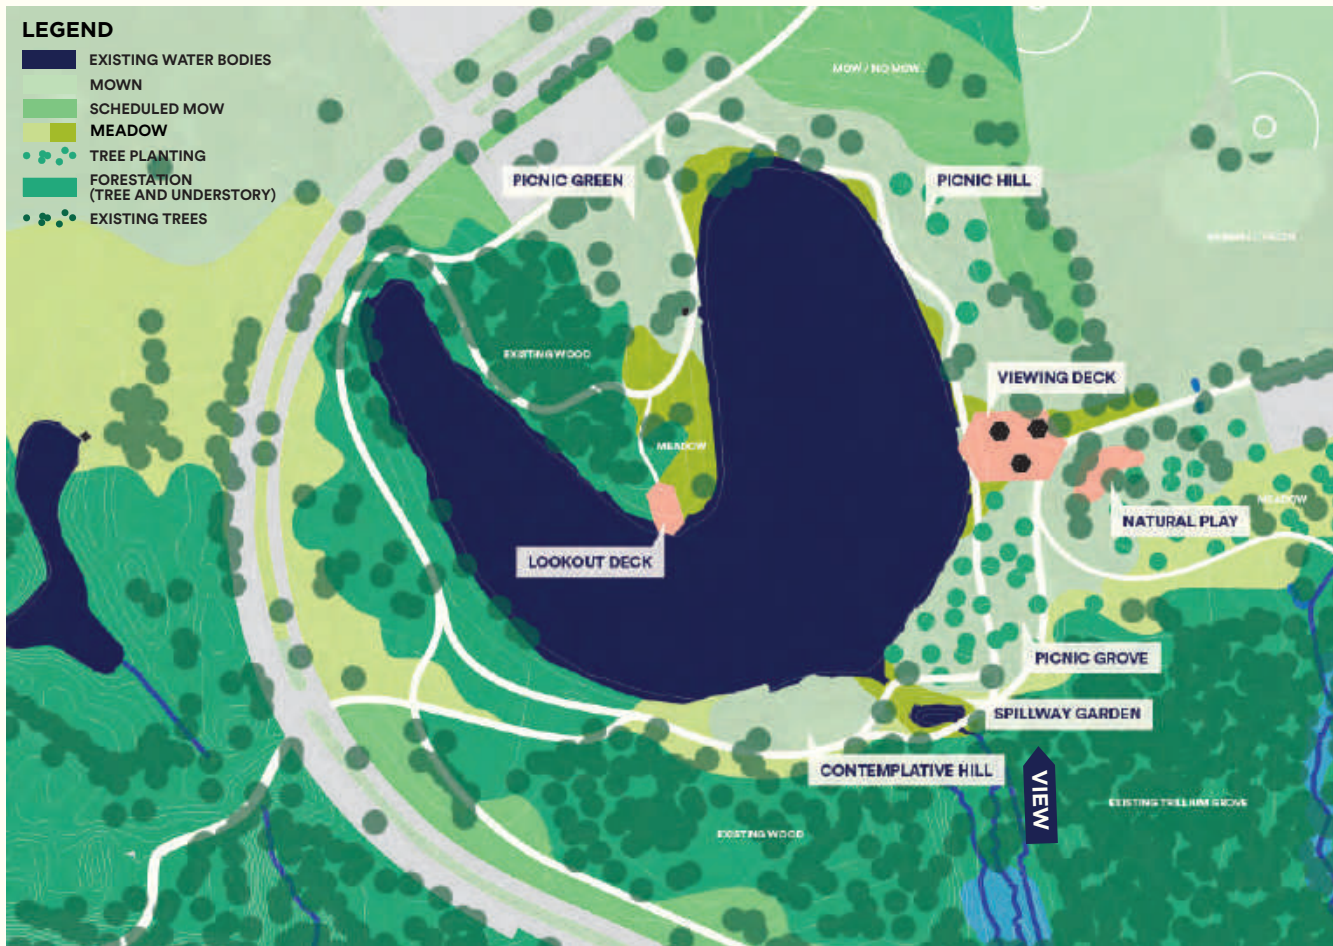 LEGEND
EXISTING WATER BODIES
MOWN
SCHEDULED MOW
MEADOW
TREE PLANTING
FORESTATION
(TREE AND UNDERSTORY)
EXISTING TREES
MOW / NO MOW
PICNIC GREEN
PICNIC HILL
EXISTING WOOD
VIEWING DECK
MEADOW
MEADOW
NATURAL PLAY
LOOKOUT DECK
PICNIC GROVE
SPILLWAY GARDEN
CONTEMPLATIVE HILL
VIEW
EXISTING TRILLIUM GROVE
EXISTING WOOD